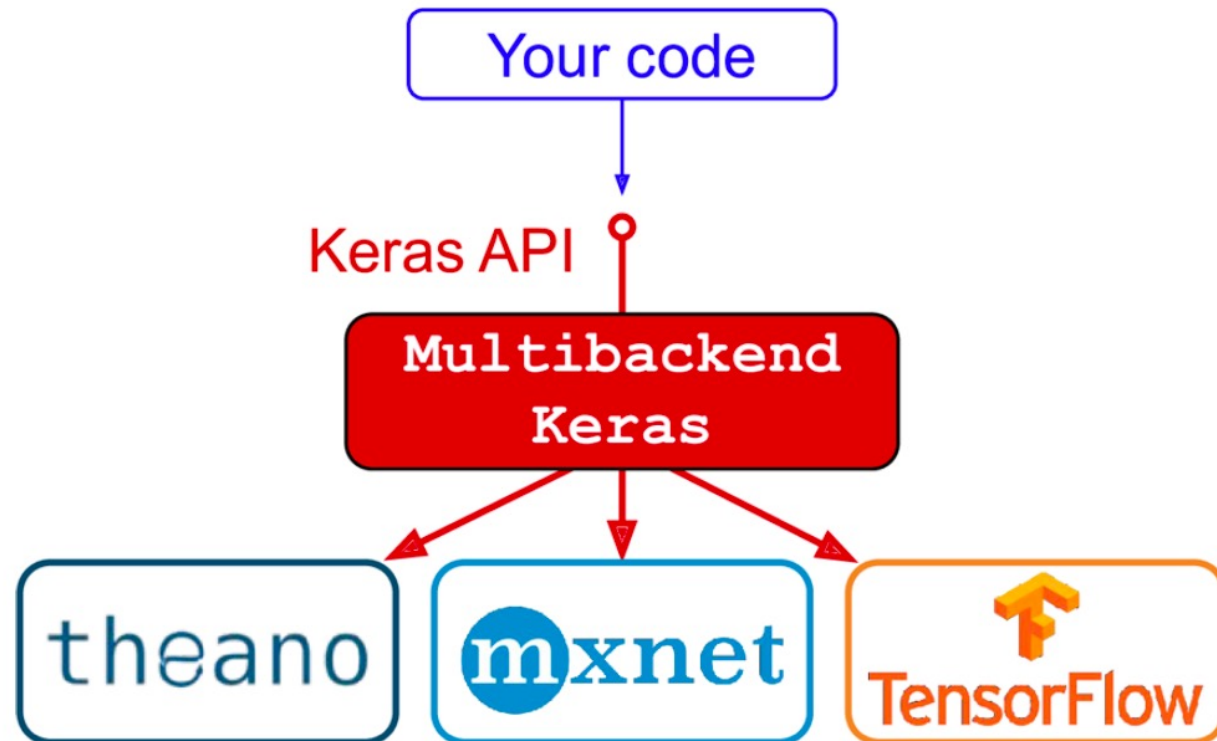 Your code
Keras API
Multibackend
Keras
theano
mxnet
TensorFlow